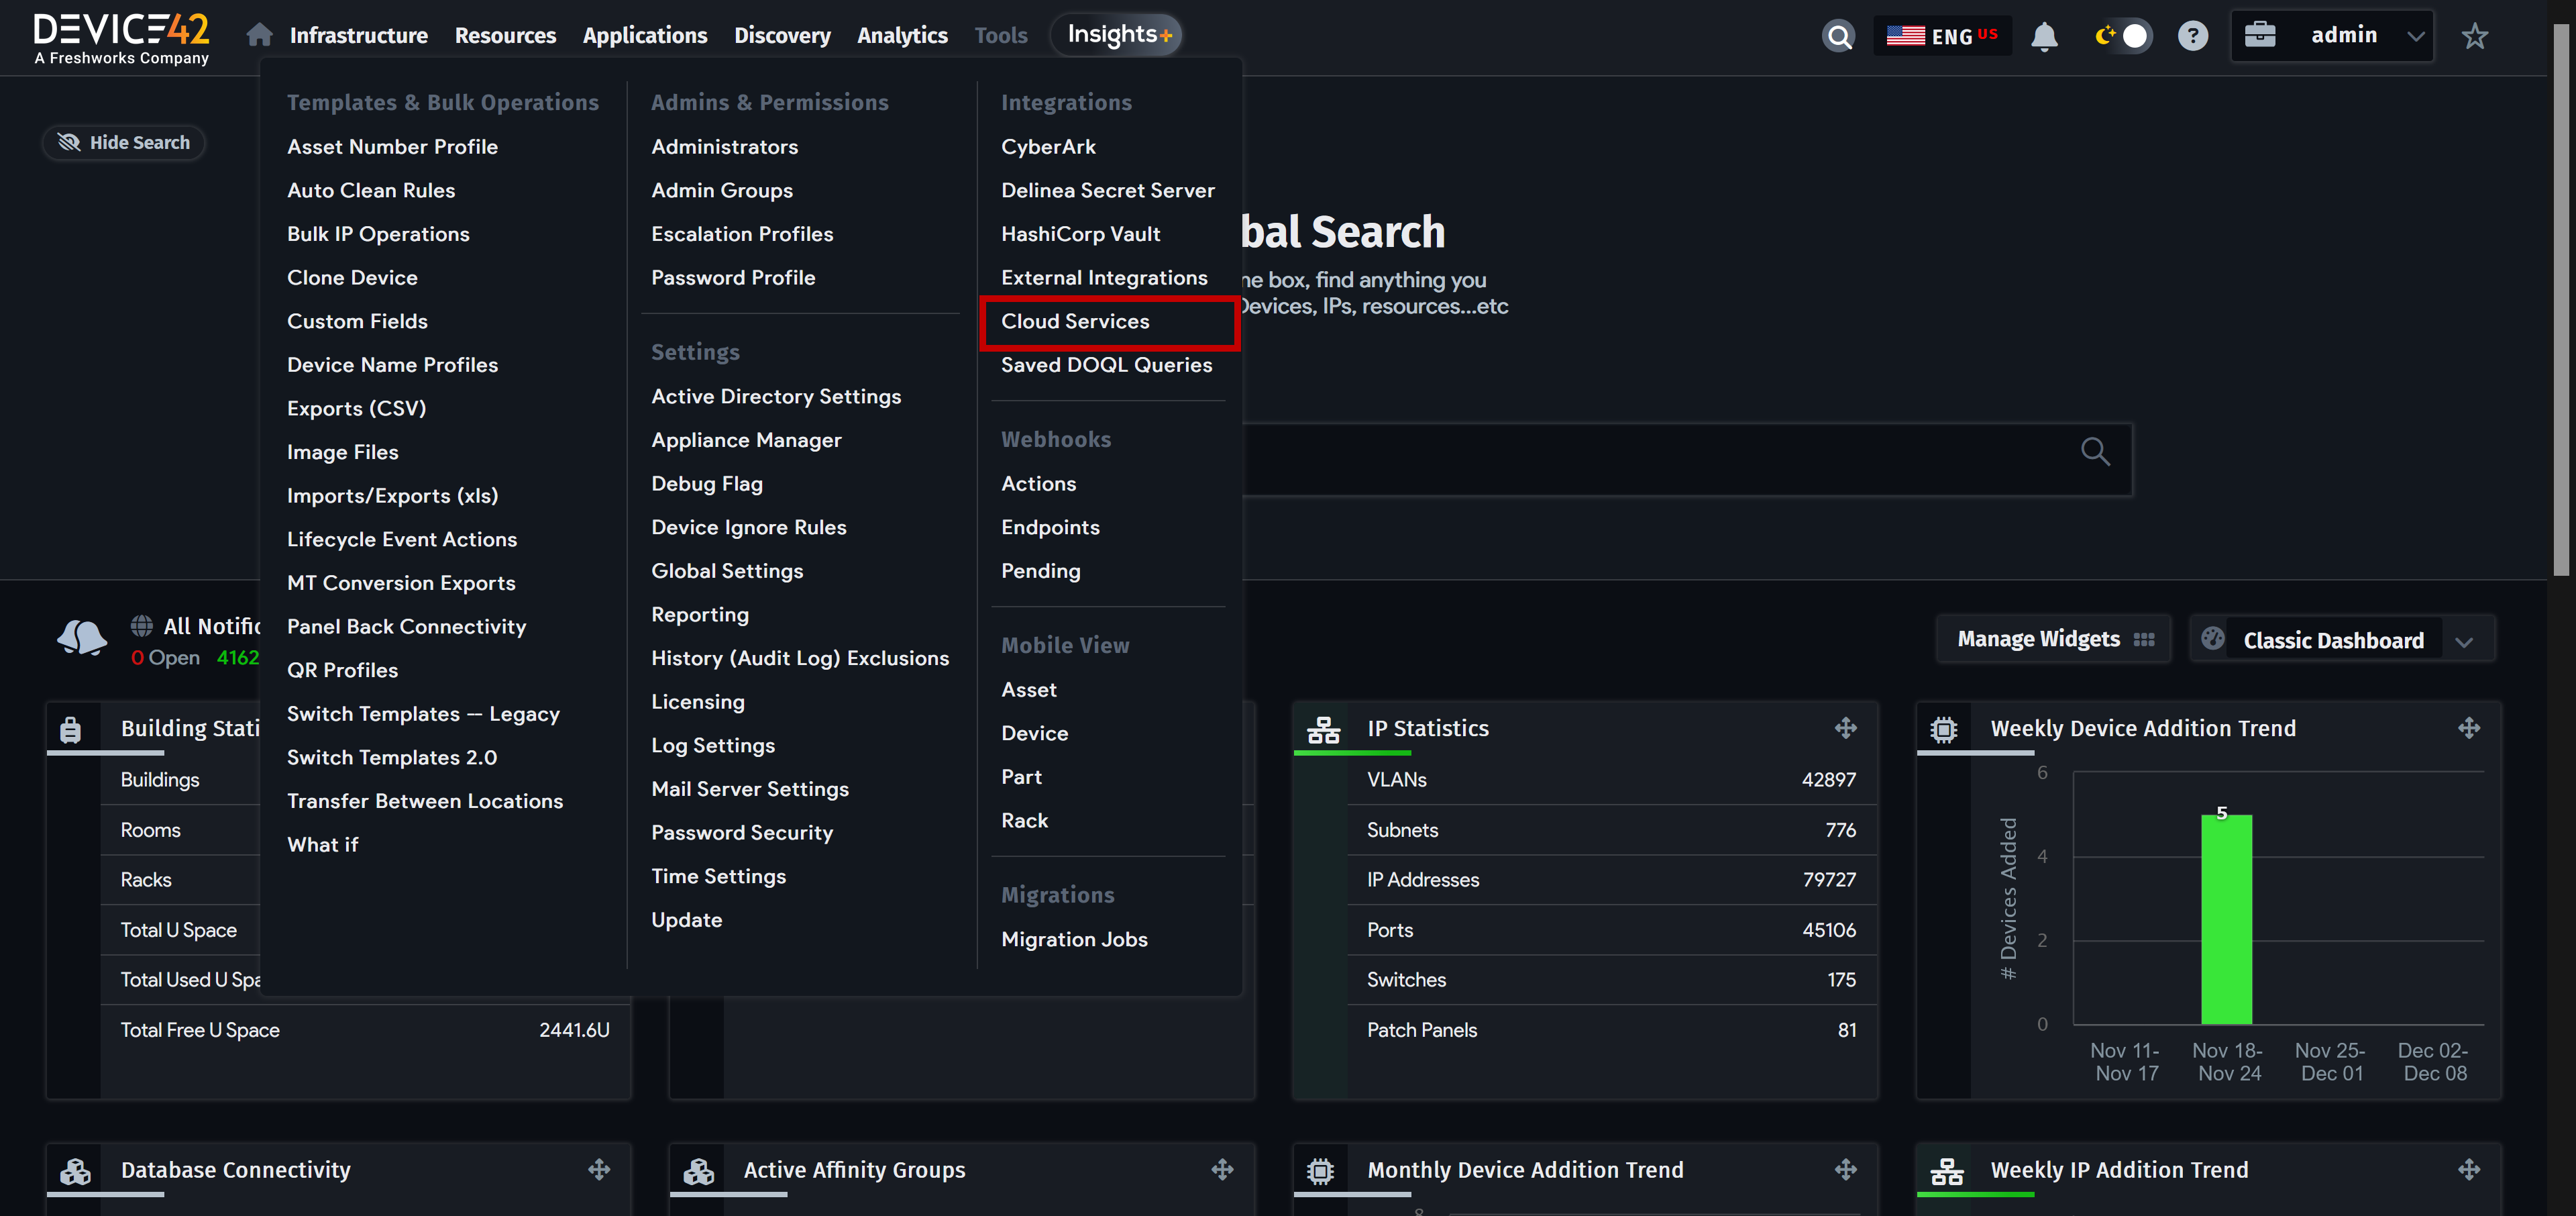 DEVICE42
A Freshworks Company
Infrastructure
Resources
Applications
Discovery
Analytics
Tools
Insights+
ENG US
admin
Hide Search
Templates & Bulk Operations
Asset Number Profile
Auto Clean Rules
Bulk IP Operations
Clone Device
Custom Fields
Device Name Profiles
Exports (CSV)
Image Files
Imports/Exports (xls)
Lifecycle Event Actions
MT Conversion Exports
Panel Back Connectivity
QR Profiles
Switch Templates — Legacy
Switch Templates 2.0
Transfer Between Locations
What if
Admins & Permissions
Administrators
Admin Groups
Escalation Profiles
Password Profile
Settings
Active Directory Settings
Appliance Manager
Debug Flag
Device Ignore Rules
Global Settings
Reporting
History (Audit Log) Exclusions
Licensing
Log Settings
Mail Server Settings
Password Security
Time Settings
Update
Integrations
CyberArk
Delinea Secret Server
HashiCorp Vault
External Integrations
Cloud Services
Saved DOQL Queries
Webhooks
Actions
Endpoints
Pending
Mobile View
Asset
Device
Part
Rack
Migrations
Migration Jobs
bal Search
ne box, find anything you
Devices, IPs, resources...etc
All Notific
0 Open 4162
Manage Widgets
Classic Dashboard
Building Stati
Buildings
Rooms
Racks
Total U Space
Total Used U Spa
Total Free U Space 2441.6U
IP Statistics
VLANs 42897
Subnets 776
IP Addresses 79727
Ports 45106
Switches 175
Patch Panels 81
Weekly Device Addition Trend
# Devices Added
6
4
2
0
5
Nov 11-
Nov 17
Nov 18-
Nov 24
Nov 25-
Dec 01
Dec 02-
Dec 08
Database Connectivity
Active Affinity Groups
Monthly Device Addition Trend
8
Weekly IP Addition Trend